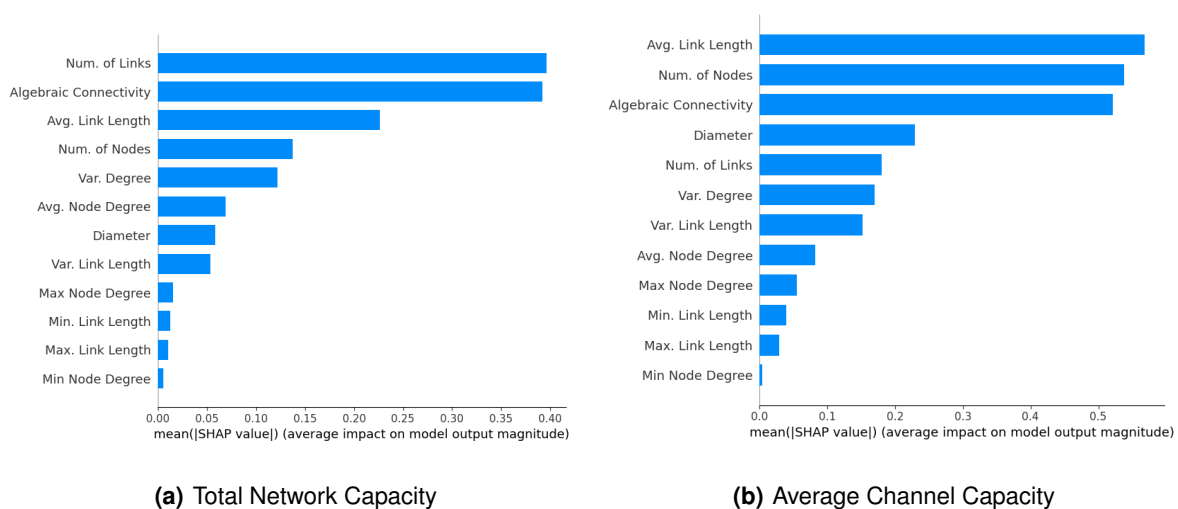 Num. of Links
Algebraic Connectivity
Avg. Link Length
Num. of Nodes
Var. Degree
Avg. Node Degree
Diameter
Var. Link Length
Max Node Degree
Min. Link Length
Max. Link Length
Min Node Degree
0.00 0.05 0.10 0.15 0.20 0.25 0.30 0.35 0.40
mean(|SHAP value|) (average impact on model output magnitude)
(a) Total Network Capacity
Avg. Link Length
Num. of Nodes
Algebraic Connectivity
Diameter
Num. of Links
Var. Degree
Var. Link Length
Avg. Node Degree
Max Node Degree
Min. Link Length
Max. Link Length
Min Node Degree
0.0 0.1 0.2 0.3 0.4 0.5
mean(|SHAP value|) (average impact on model output magnitude)
(b) Average Channel Capacity